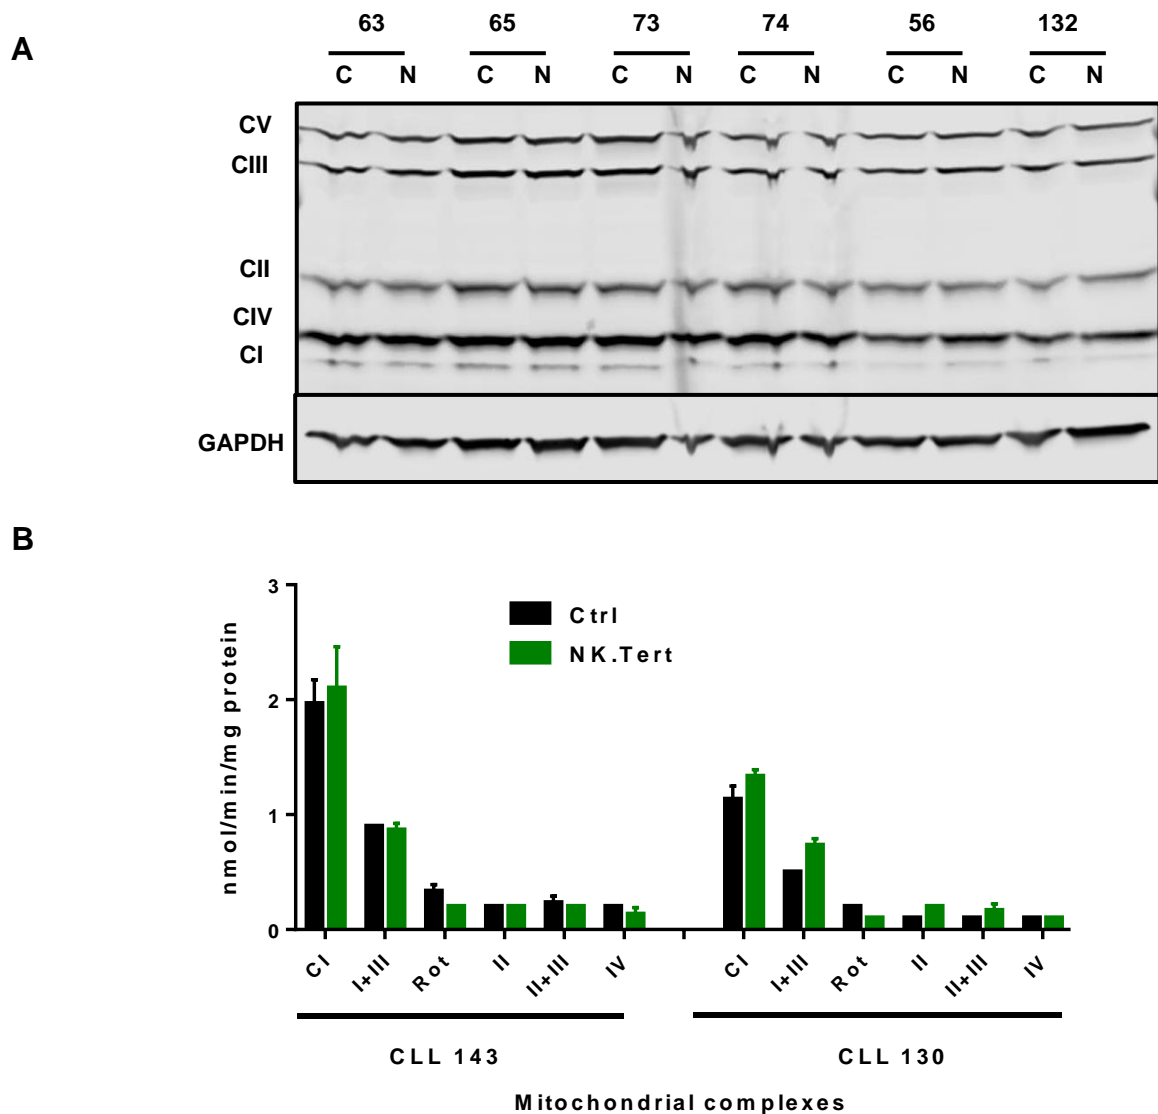 A
63 65 73 74 56 132
C N C N C N C N C N C N
CV
CIII
CII
CIV
CI
GAPDH
B
nmol/min/mg protein
3
2
1
0
Ctrl
NK.Tert
CI I+III Rot II II+III IV CI I+III Rot II II+III IV
CLL 143 CLL 130
Mitochondrial complexes